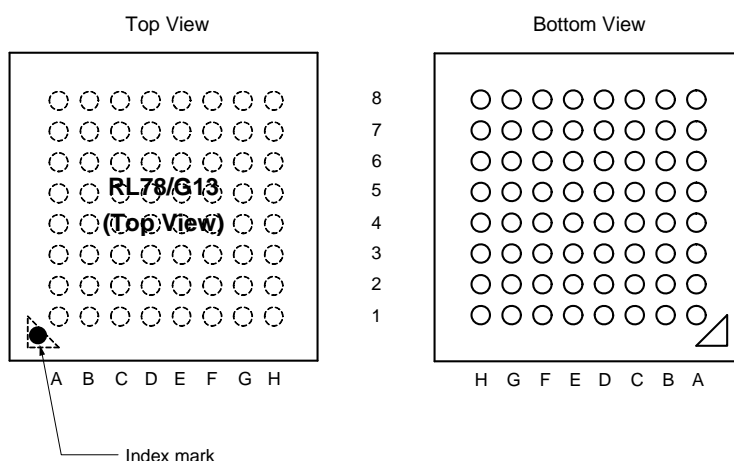 Top View
Bottom View
8
7
6
5
4
3
2
1
RL78/G13
(Top View)
A B C D E F G H
H G F E D C B A
Index mark